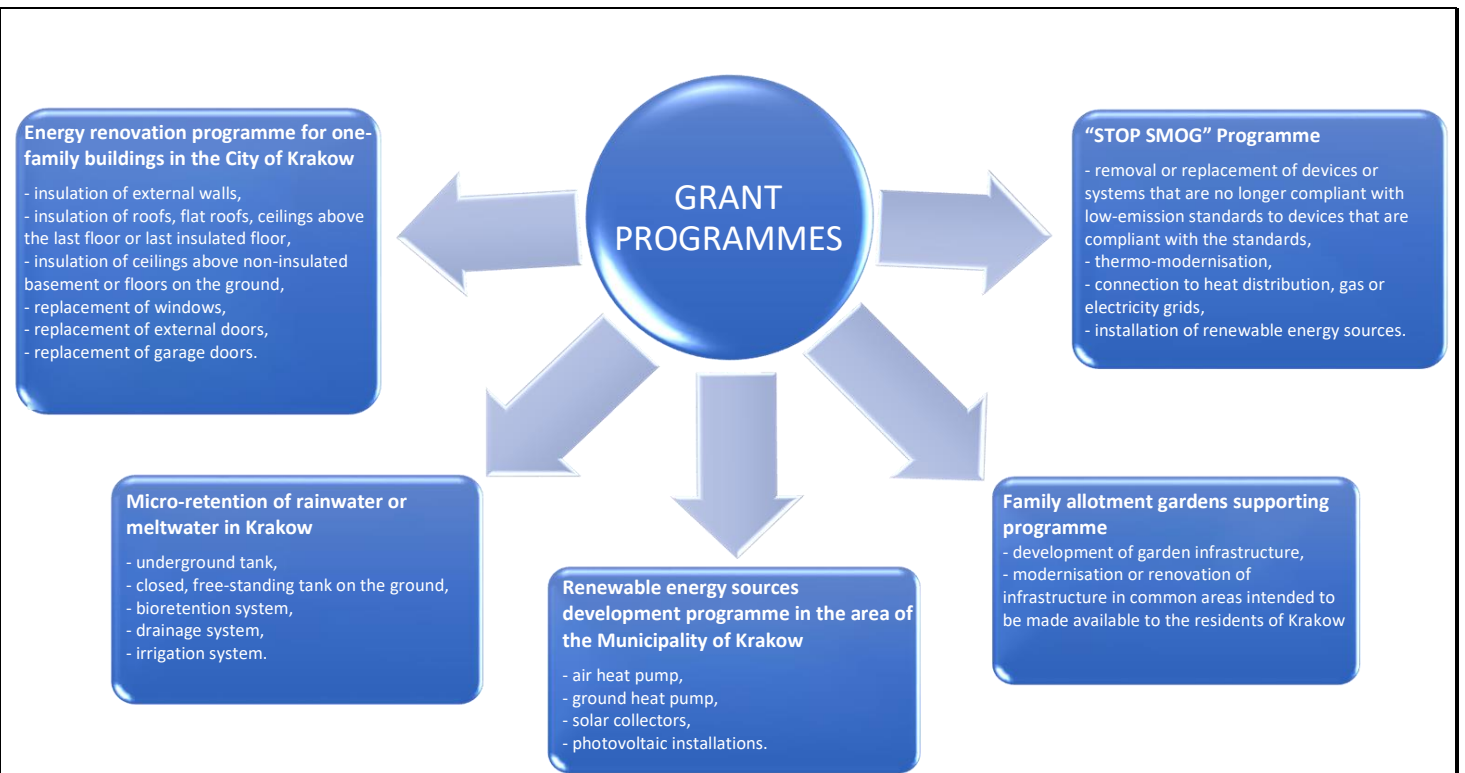 GRANT
PROGRAMMES
Energy renovation programme for one-
family buildings in the City of Krakow
- insulation of external walls,
- insulation of roofs, flat roofs, ceilings above
the last floor or last insulated floor,
- insulation of ceilings above non-insulated
basement or floors on the ground,
- replacement of windows,
- replacement of external doors,
- replacement of garage doors.
“STOP SMOG” Programme
- removal or replacement of devices or
systems that are no longer compliant with
low-emission standards to devices that are
compliant with the standards,
- thermo-modernisation,
- connection to heat distribution, gas or
electricity grids,
- installation of renewable energy sources.
Micro-retention of rainwater or
meltwater in Krakow
- underground tank,
- closed, free-standing tank on the ground,
- bioretention system,
- drainage system,
- irrigation system.
Renewable energy sources
development programme in the area of
the Municipality of Krakow
- air heat pump,
- ground heat pump,
- solar collectors,
- photovoltaic installations.
Family allotment gardens supporting
programme
- development of garden infrastructure,
- modernisation or renovation of
infrastructure in common areas intended to
be made available to the residents of Krakow